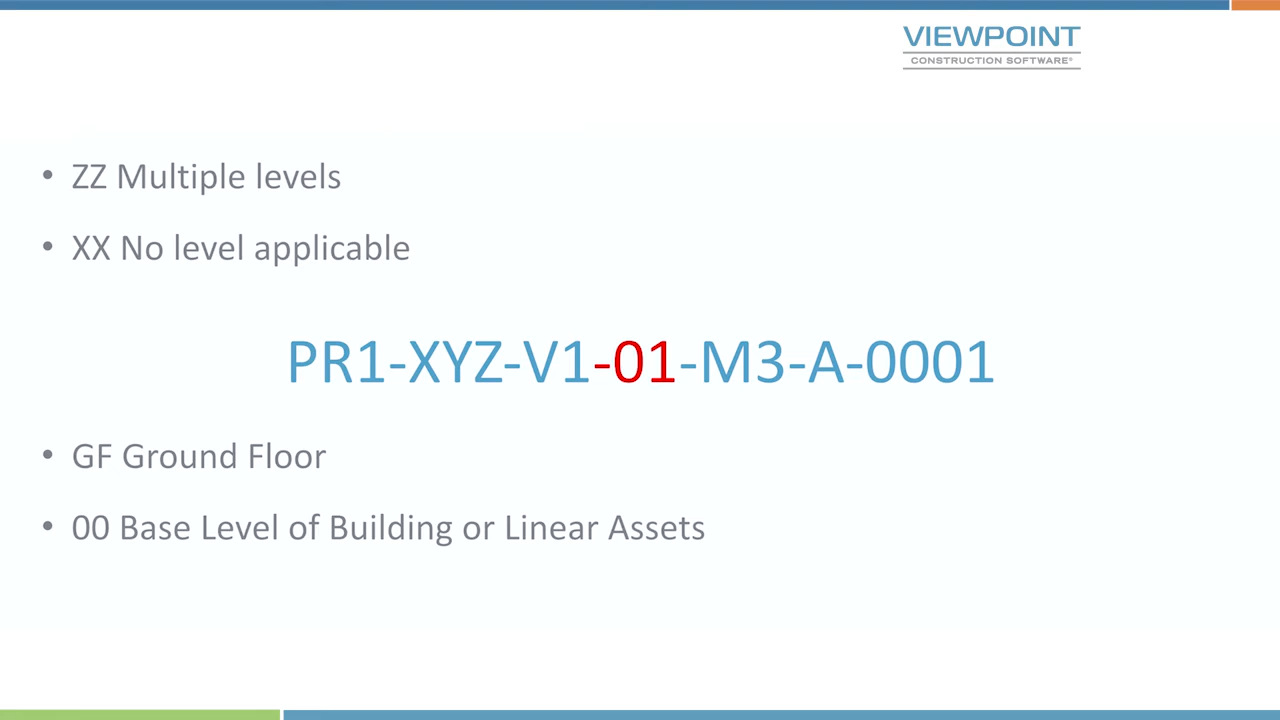 VIEWPOINT
CONSTRUCTION SOFTWARE®
• ZZ Multiple levels
• XX No level applicable
PR1-XYZ-V1-01-M3-A-0001
• GF Ground Floor
• 00 Base Level of Building or Linear Assets